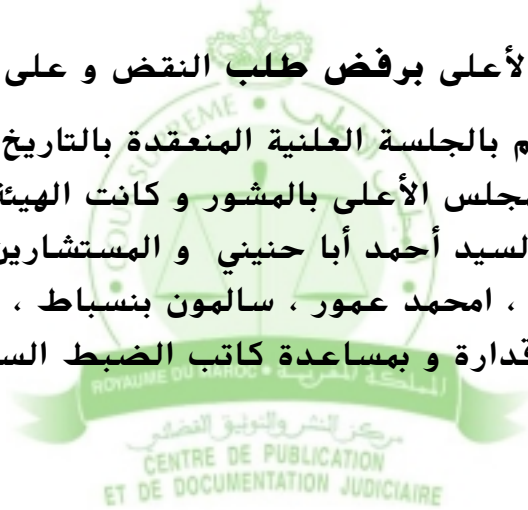 لأعلى برفض طلب النقض و على
م بالجلسة العلنية المنعقدة بالتاريخ
مجلس الأعلى بالمشور و كانت الهيئة
لسيد أحمد أبا حنيني و المستشارين
، امحمد عمور ، سالمون بنسباط ،
قدارة و بمساعدة كاتب الضبط الس
ROYAUME DU MAROC • المملكة المغربية
مركز النشر والتوثيق القضائي
CENTRE DE PUBLICATION
ET DE DOCUMENTATION JUDICIAIRE